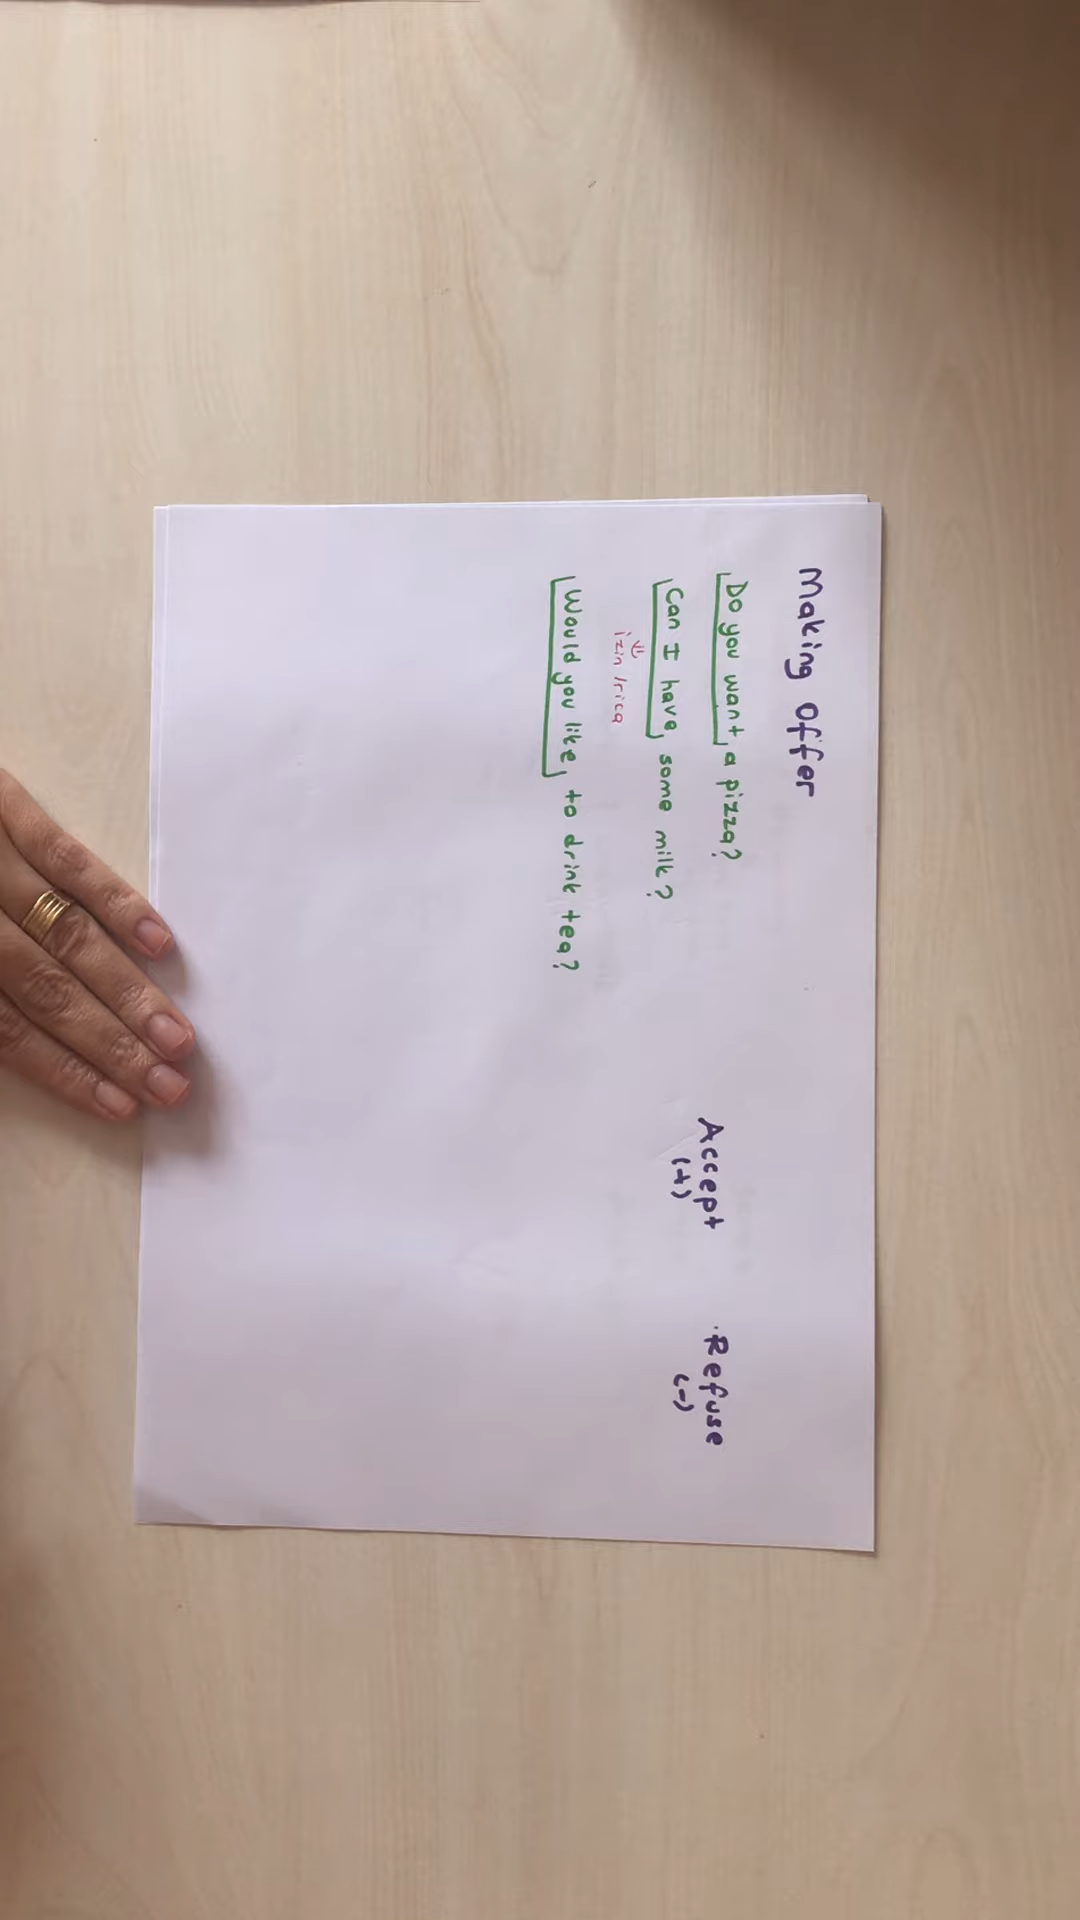 Making Offer
Do you want a pizza?
Can I have some milk?
izin /rica
Would you like to drink tea?
Accept
(+)
Refuse
(-)